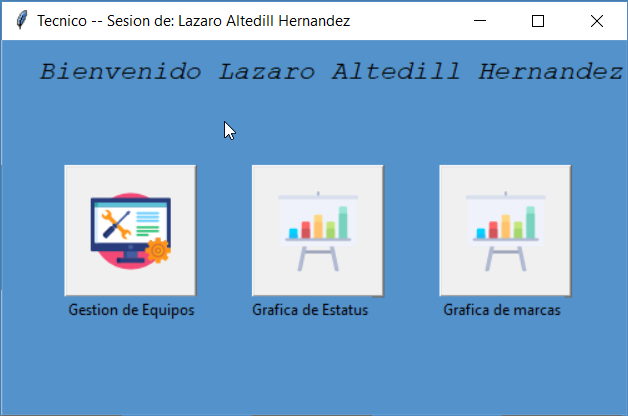 Tecnico -- Sesion de: Lazaro Altedill Hernandez
Bienvenido Lazaro Altedill Hernandez
Gestion de Equipos
Grafica de Estatus
Grafica de marcas